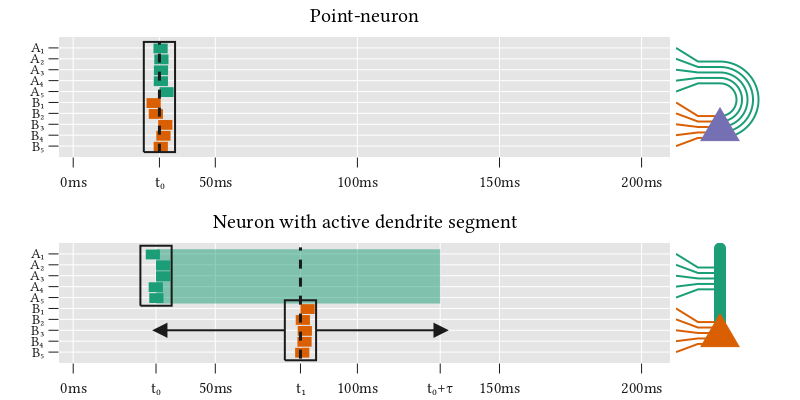 Point-neuron
A₁
A₂
A₃
A₄
A₅
B₁
B₂
B₃
B₄
B₅
0ms t₀ 50ms 100ms 150ms 200ms
Neuron with active dendrite segment
A₁
A₂
A₃
A₄
A₅
B₁
B₂
B₃
B₄
B₅
0ms t₀ 50ms t₁ 100ms t₀+τ 150ms 200ms